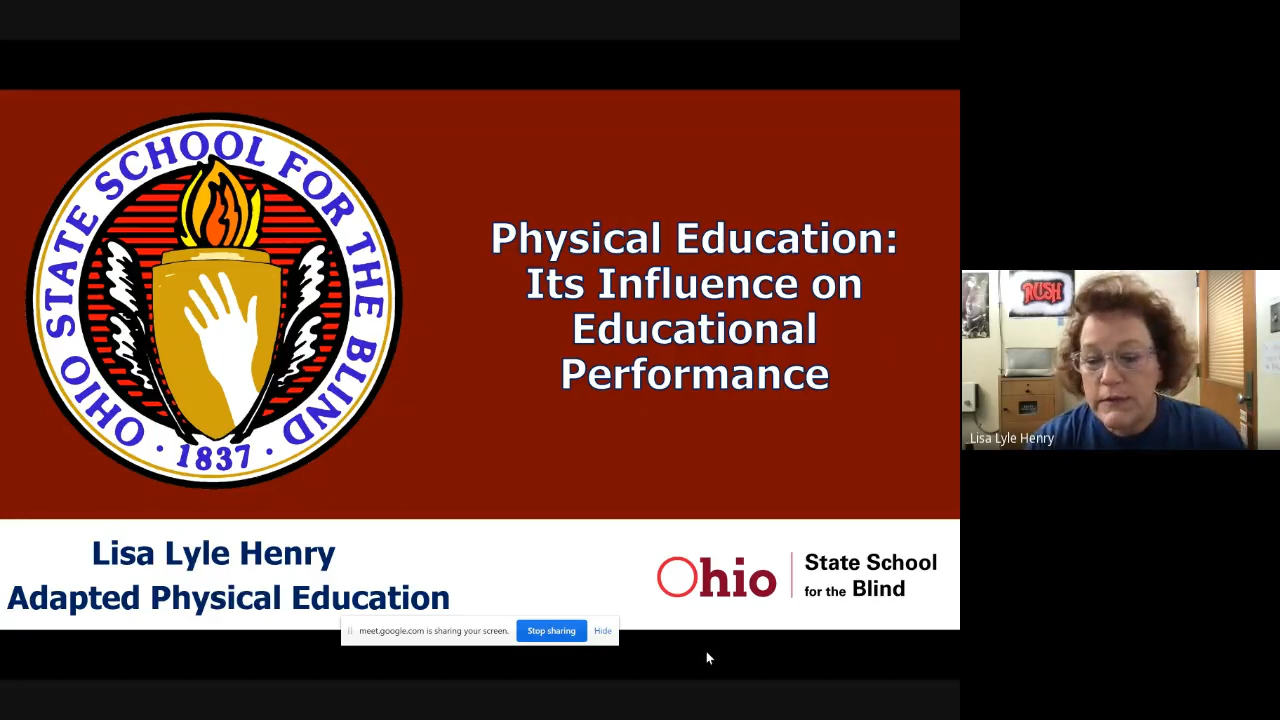 OHIO STATE SCHOOL FOR THE BLIND
· 1837 ·
Physical Education:
Its Influence on
Educational
Performance
RUSH
Lisa Lyle Henry
Lisa Lyle Henry
Adapted Physical Education
Ohio
State School
for the Blind
meet.google.com is sharing your screen.
Stop sharing
Hide